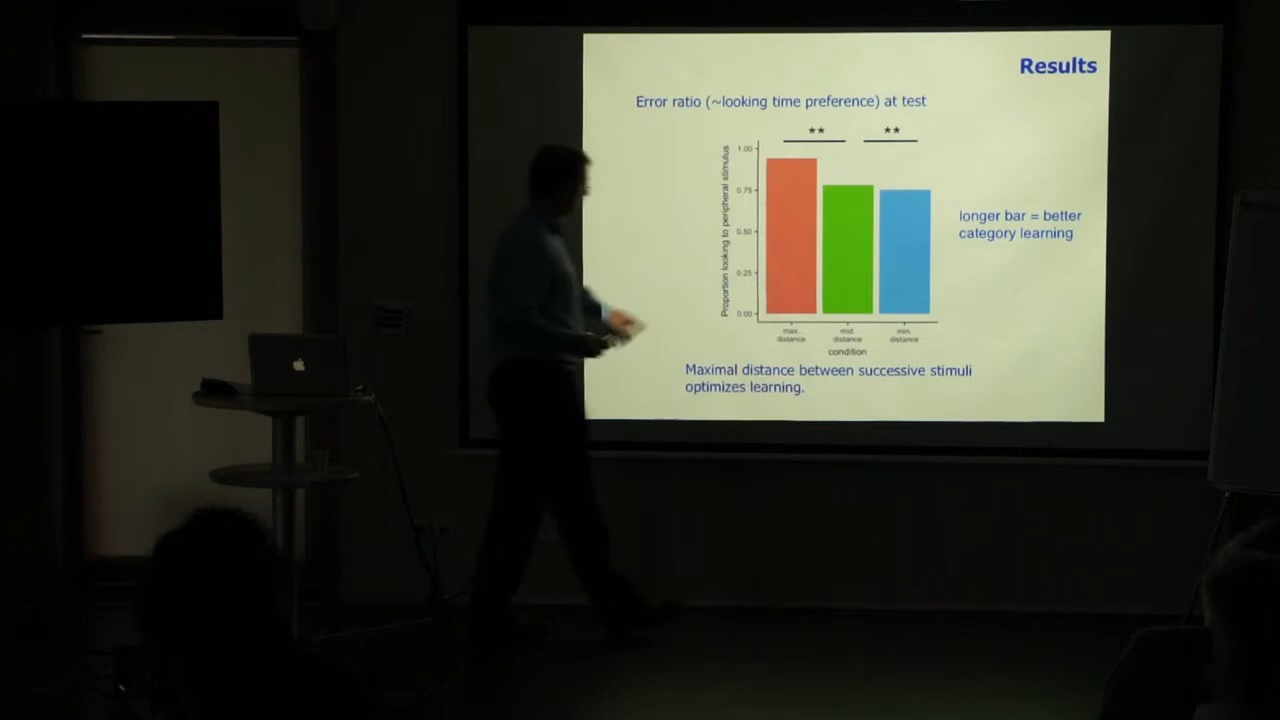 Results
Error ratio (~looking time preference) at test
** **
Proportion looking to peripheral stimulus
1.00
0.75
0.50
0.25
0.00
max. mid. min.
distance distance distance
condition
longer bar = better
category learning
Maximal distance between successive stimuli
optimizes learning.